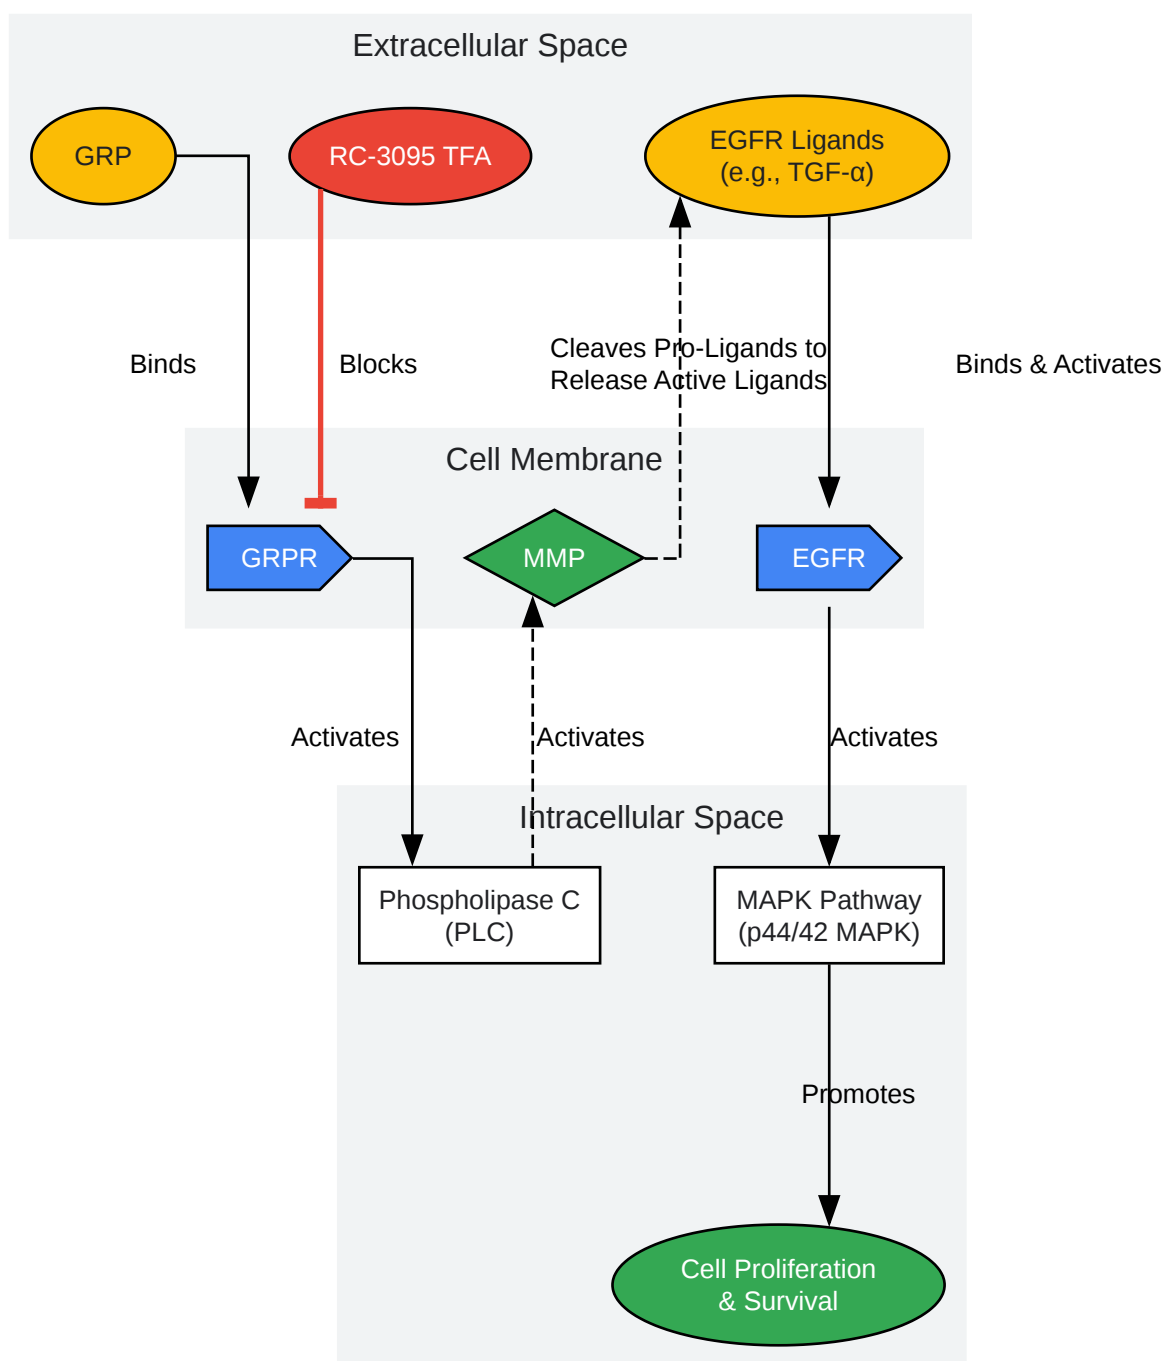 Extracellular Space
GRP
RC-3095 TFA
EGFR Ligands
(e.g., TGF-α)
Binds
Blocks
Cleaves Pro-Ligands to
Release Active Ligands
Binds & Activates
Cell Membrane
GRPR
MMP
EGFR
Activates
Activates
Activates
Intracellular Space
Phospholipase C
(PLC)
MAPK Pathway
(p44/42 MAPK)
Promotes
Cell Proliferation
& Survival